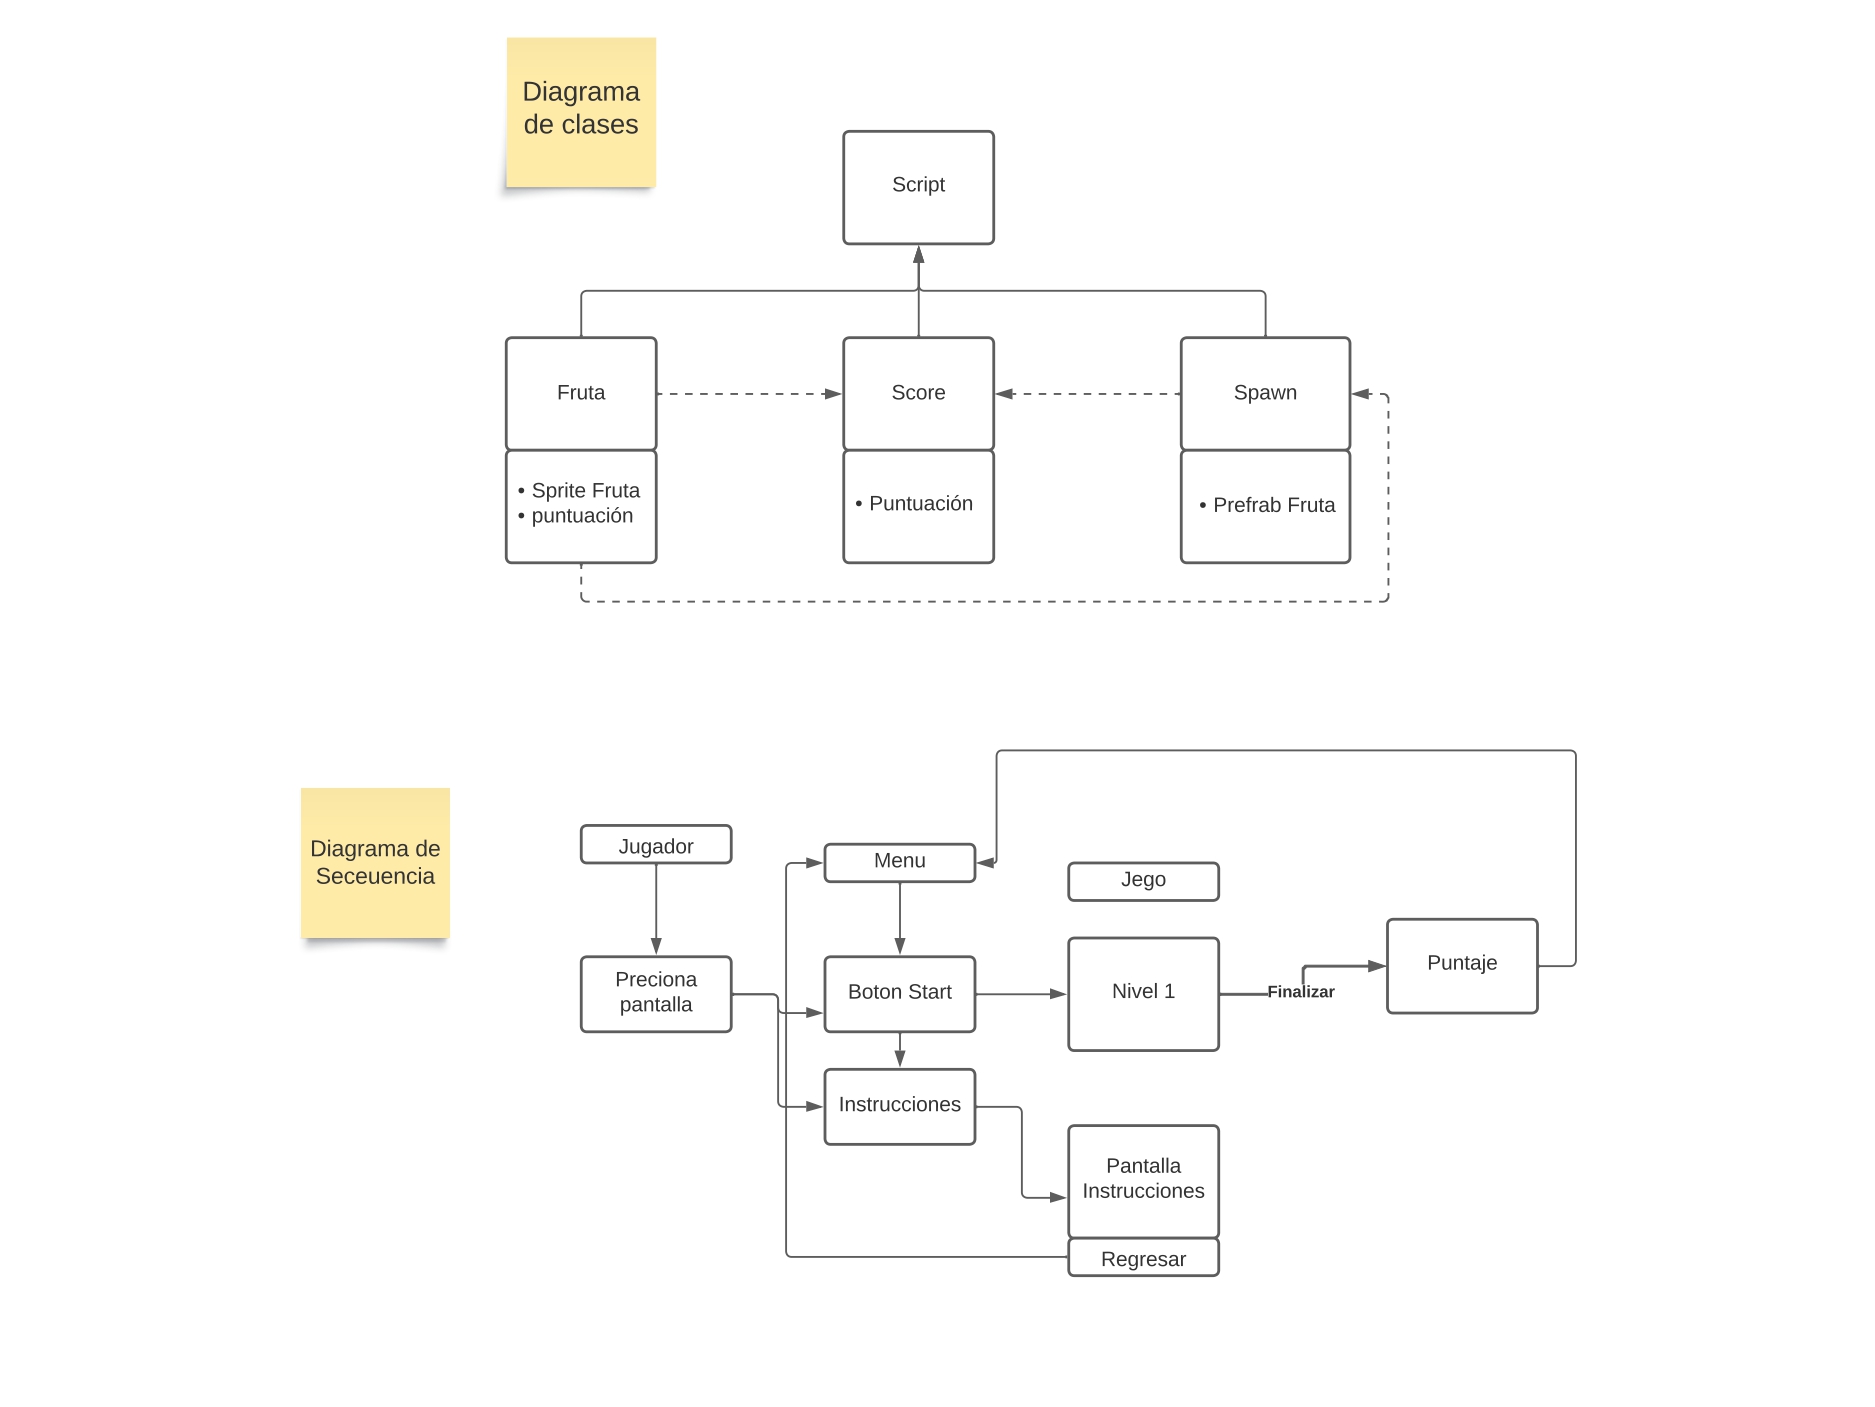 Diagrama
de clases
Script
Fruta
Score
Spawn
• Sprite Fruta
• puntuación
• Puntuación
• Prefrab Fruta
Diagrama de
Seceuencia
Jugador
Menu
Jego
Preciona
pantalla
Boton Start
Nivel 1
Finalizar
Puntaje
Instrucciones
Pantalla
Instrucciones
Regresar